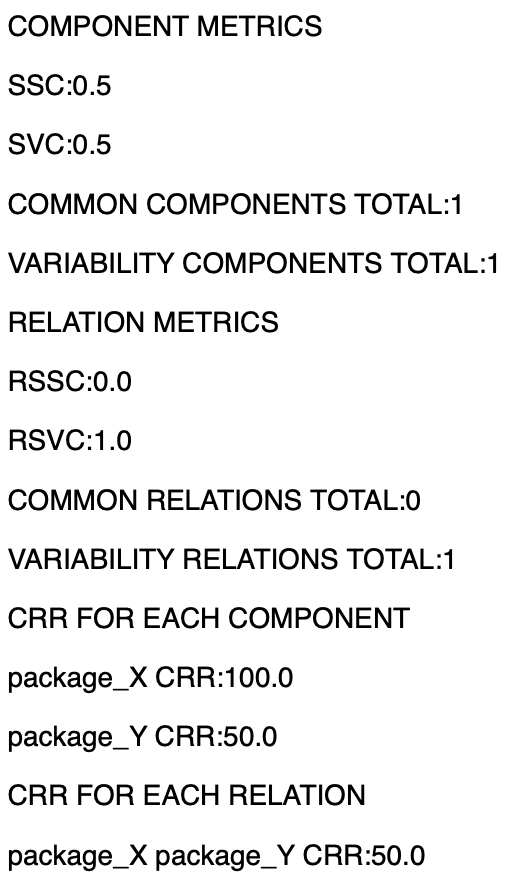 COMPONENT METRICS
SSC:0.5
SVC:0.5
COMMON COMPONENTS TOTAL:1
VARIABILITY COMPONENTS TOTAL:1
RELATION METRICS
RSSC:0.0
RSVC:1.0
COMMON RELATIONS TOTAL:0
VARIABILITY RELATIONS TOTAL:1
CRR FOR EACH COMPONENT
package_X CRR:100.0
package_Y CRR:50.0
CRR FOR EACH RELATION
package_X package_Y CRR:50.0